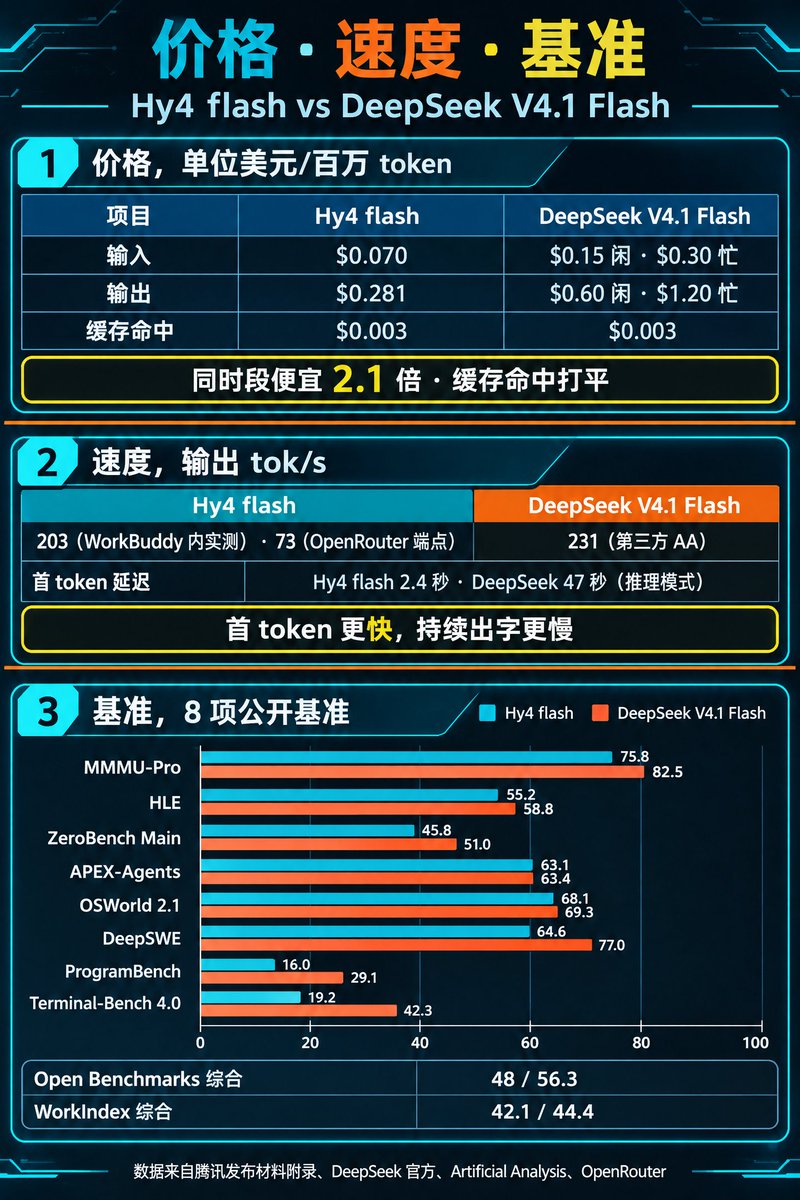 价格·速度·基准
Hy4 flash vs DeepSeek V4.1 Flash
1 价格，单位美元/百万 token
项目 Hy4 flash DeepSeek V4.1 Flash
输入 $0.070 $0.15 闲 · $0.30 忙
输出 $0.281 $0.60 闲 · $1.20 忙
缓存命中 $0.003 $0.003
同时段便宜 2.1 倍 · 缓存命中打平
2 速度，输出 tok/s
Hy4 flash DeepSeek V4.1 Flash
203（WorkBuddy 内实测）· 73（OpenRouter 端点） 231（第三方 AA）
首 token 延迟 Hy4 flash 2.4 秒 · DeepSeek 47 秒（推理模式）
首 token 更快，持续出字更慢
3 基准，8 项公开基准
Hy4 flash DeepSeek V4.1 Flash
MMMU-Pro 75.8 82.5
HLE 55.2 58.8
ZeroBench Main 45.8 51.0
APEX-Agents 63.1 63.4
OSWorld 2.1 68.1 69.3
DeepSWE 64.6 77.0
ProgramBench 16.0 29.1
Terminal-Bench 4.0 19.2 42.3
0 20 40 60 80 100
Open Benchmarks 综合 48 / 56.3
WorkIndex 综合 42.1 / 44.4
数据来自腾讯发布材料附录、DeepSeek 官方、Artificial Analysis、OpenRouter